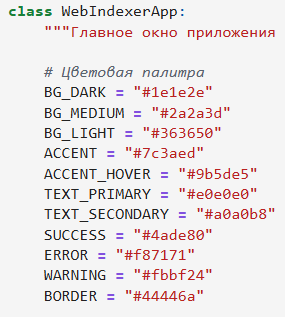 class WebIndexerApp:
"""Главное окно приложения
# Цветовая палитра
BG_DARK = "#1e1e2e"
BG_MEDIUM = "#2a2a3d"
BG_LIGHT = "#363650"
ACCENT = "#7c3aed"
ACCENT_HOVER = "#9b5de5"
TEXT_PRIMARY = "#e0e0e0"
TEXT_SECONDARY = "#a0a0b8"
SUCCESS = "#4ade80"
ERROR = "#f87171"
WARNING = "#fbbf24"
BORDER = "#44446a"